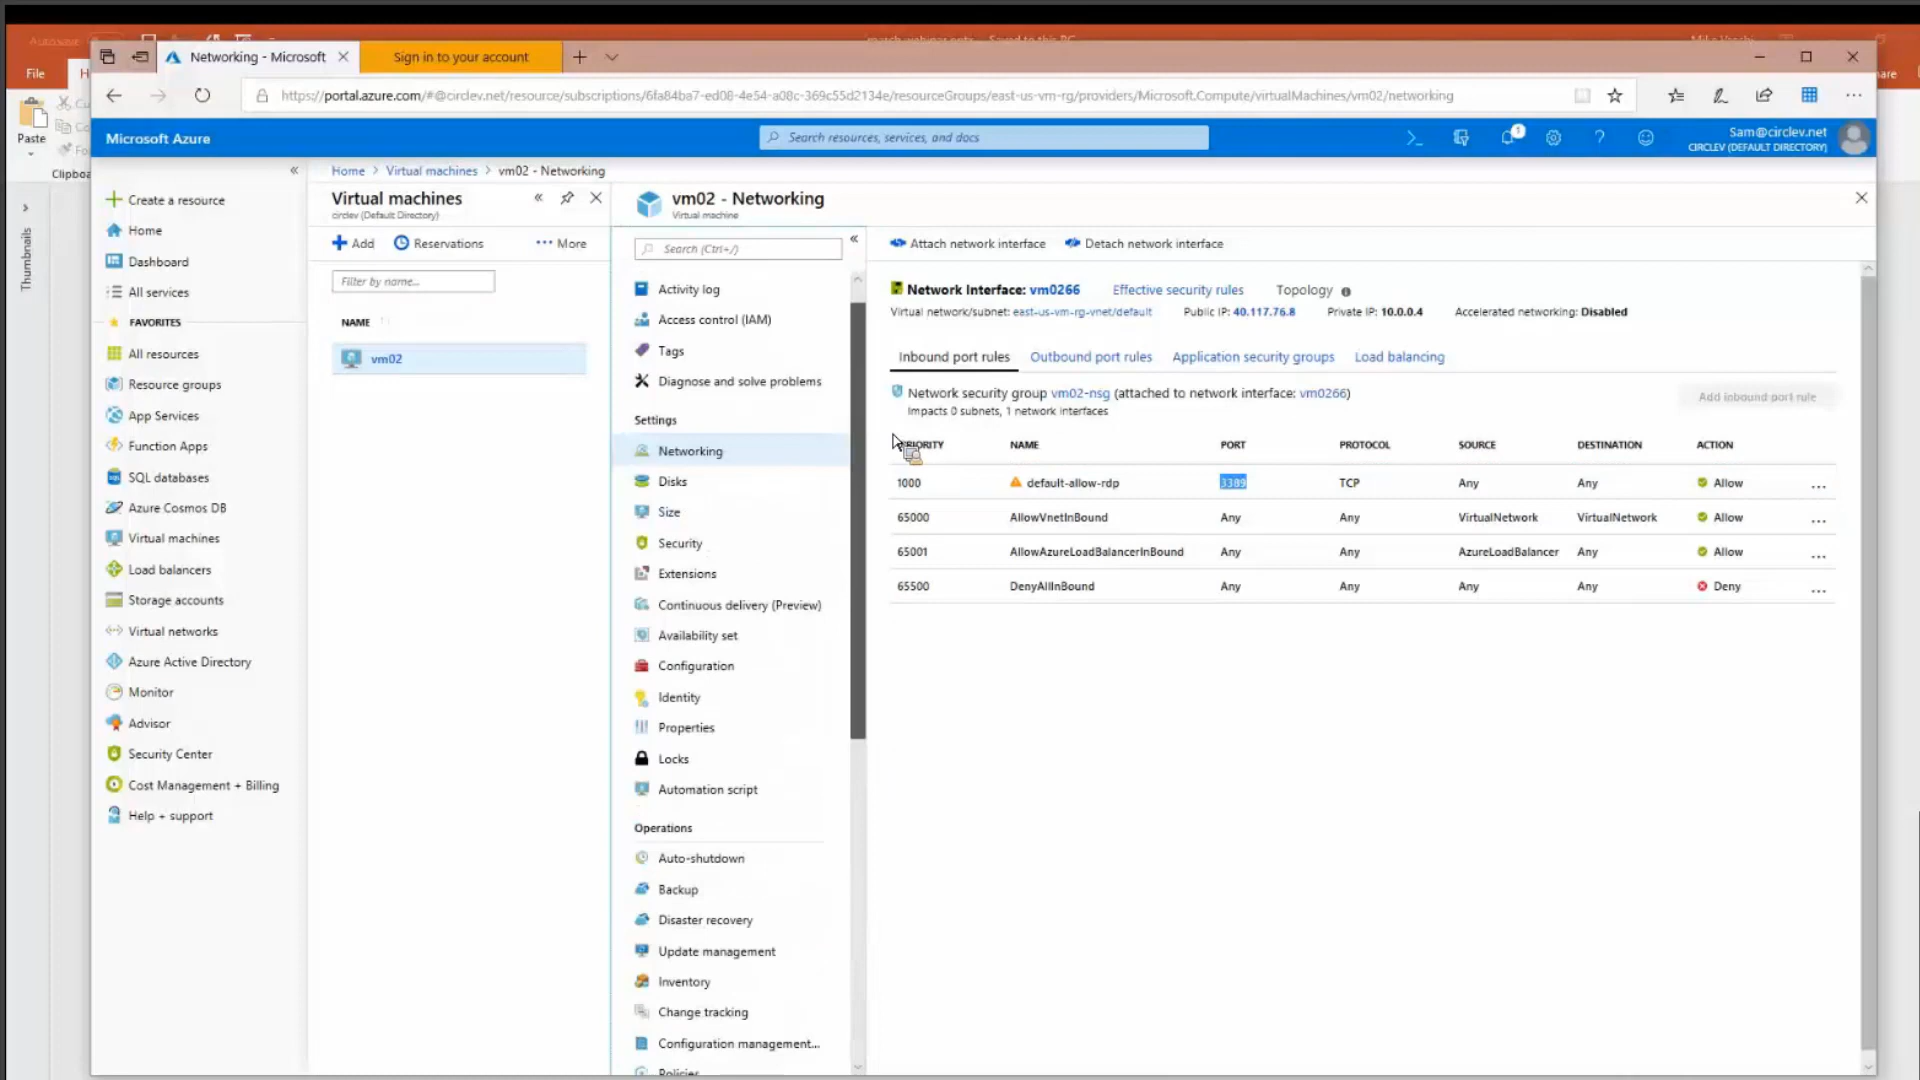 File
Paste
Clipboa
Thumbnails
Networking - Microsoft
Sign in to your account
https://portal.azure.com/#@circlev.net/resource/subscriptions/6fa84ba7-ed08-4e54-a08c-369c55d2134e/resourceGroups/east-us-vm-rg/providers/Microsoft.Compute/virtualMachines/vm02/networking
Microsoft Azure
Search resources, services, and docs
1
Sam@circlev.net
CIRCLEV (DEFAULT DIRECTORY)
Create a resource
Home
Dashboard
All services
FAVORITES
All resources
Resource groups
App Services
Function Apps
SQL databases
Azure Cosmos DB
Virtual machines
Load balancers
Storage accounts
Virtual networks
Azure Active Directory
Monitor
Advisor
Security Center
Cost Management + Billing
Help + support
Home > Virtual machines > vm02 - Networking
Virtual machines
circlev (Default Directory)
Add
Reservations
More
Filter by name...
NAME
vm02
vm02 - Networking
Virtual machine
Search (Ctrl+/)
Activity log
Access control (IAM)
Tags
Diagnose and solve problems
Settings
Networking
Disks
Size
Security
Extensions
Continuous delivery (Preview)
Availability set
Configuration
Identity
Properties
Locks
Automation script
Operations
Auto-shutdown
Backup
Disaster recovery
Update management
Inventory
Change tracking
Configuration management...
Policies
Attach network interface
Detach network interface
Network Interface: vm0266 Effective security rules Topology
Virtual network/subnet: east-us-vm-rg-vnet/default Public IP: 40.117.76.8 Private IP: 10.0.0.4 Accelerated networking: Disabled
Inbound port rules Outbound port rules Application security groups Load balancing
Network security group vm02-nsg (attached to network interface: vm0266)
Impacts 0 subnets, 1 network interfaces
Add inbound port rule
PRIORITY NAME PORT PROTOCOL SOURCE DESTINATION ACTION
1000 default-allow-rdp 3389 TCP Any Any Allow ...
65000 AllowVnetInBound Any Any VirtualNetwork VirtualNetwork Allow ...
65001 AllowAzureLoadBalancerInBound Any Any AzureLoadBalancer Any Allow ...
65500 DenyAllInBound Any Any Any Any Deny ...